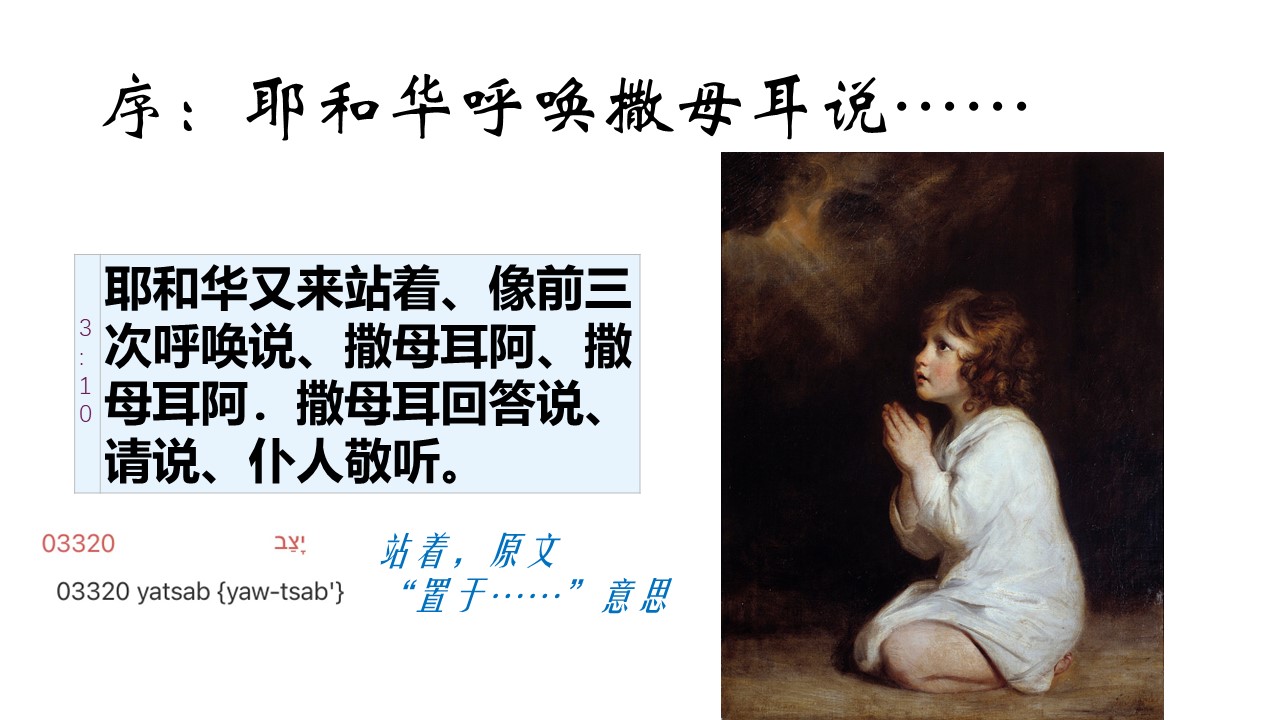 序：耶和华呼唤撒母耳说……
3:10
耶和华又来站着、像前三
次呼唤说、撒母耳阿、撒
母耳阿．撒母耳回答说、
请说、仆人敬听。
03320 יָצַב
03320 yatsab {yaw-tsab'}
站着，原文
“置于……”意思